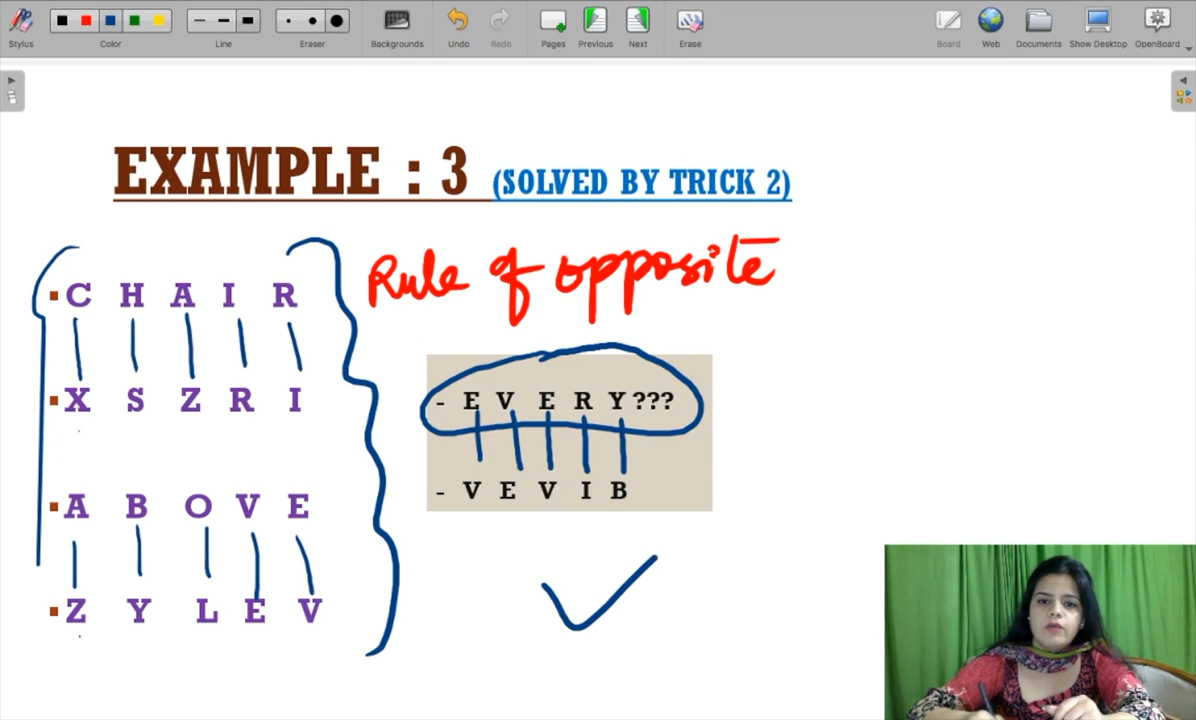 Stylus
Color
Line
Eraser
Backgrounds
Undo
Redo
Pages
Previous
Next
Erase
Board
Web
Documents
Show Desktop
OpenBoard
EXAMPLE : 3 (SOLVED BY TRICK 2)
Rule of opposite
▪ C H A I R
▪ X S Z R I
▪ A B O V E
▪ Z Y L E V
- E V E R Y ???
- V E V I B